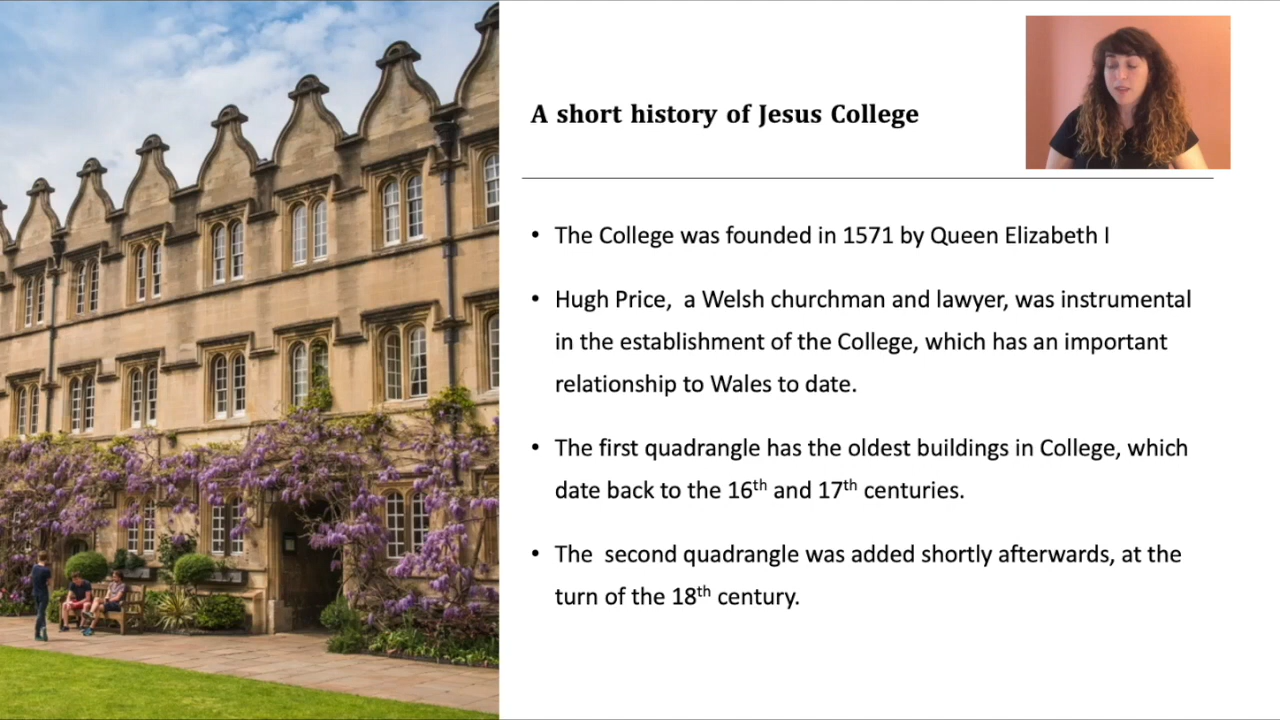 A short history of Jesus College
• The College was founded in 1571 by Queen Elizabeth I
• Hugh Price,  a Welsh churchman and lawyer, was instrumental
in the establishment of the College, which has an important
relationship to Wales to date.
• The first quadrangle has the oldest buildings in College, which
date back to the 16th and 17th centuries.
• The  second quadrangle was added shortly afterwards, at the
turn of the 18th century.